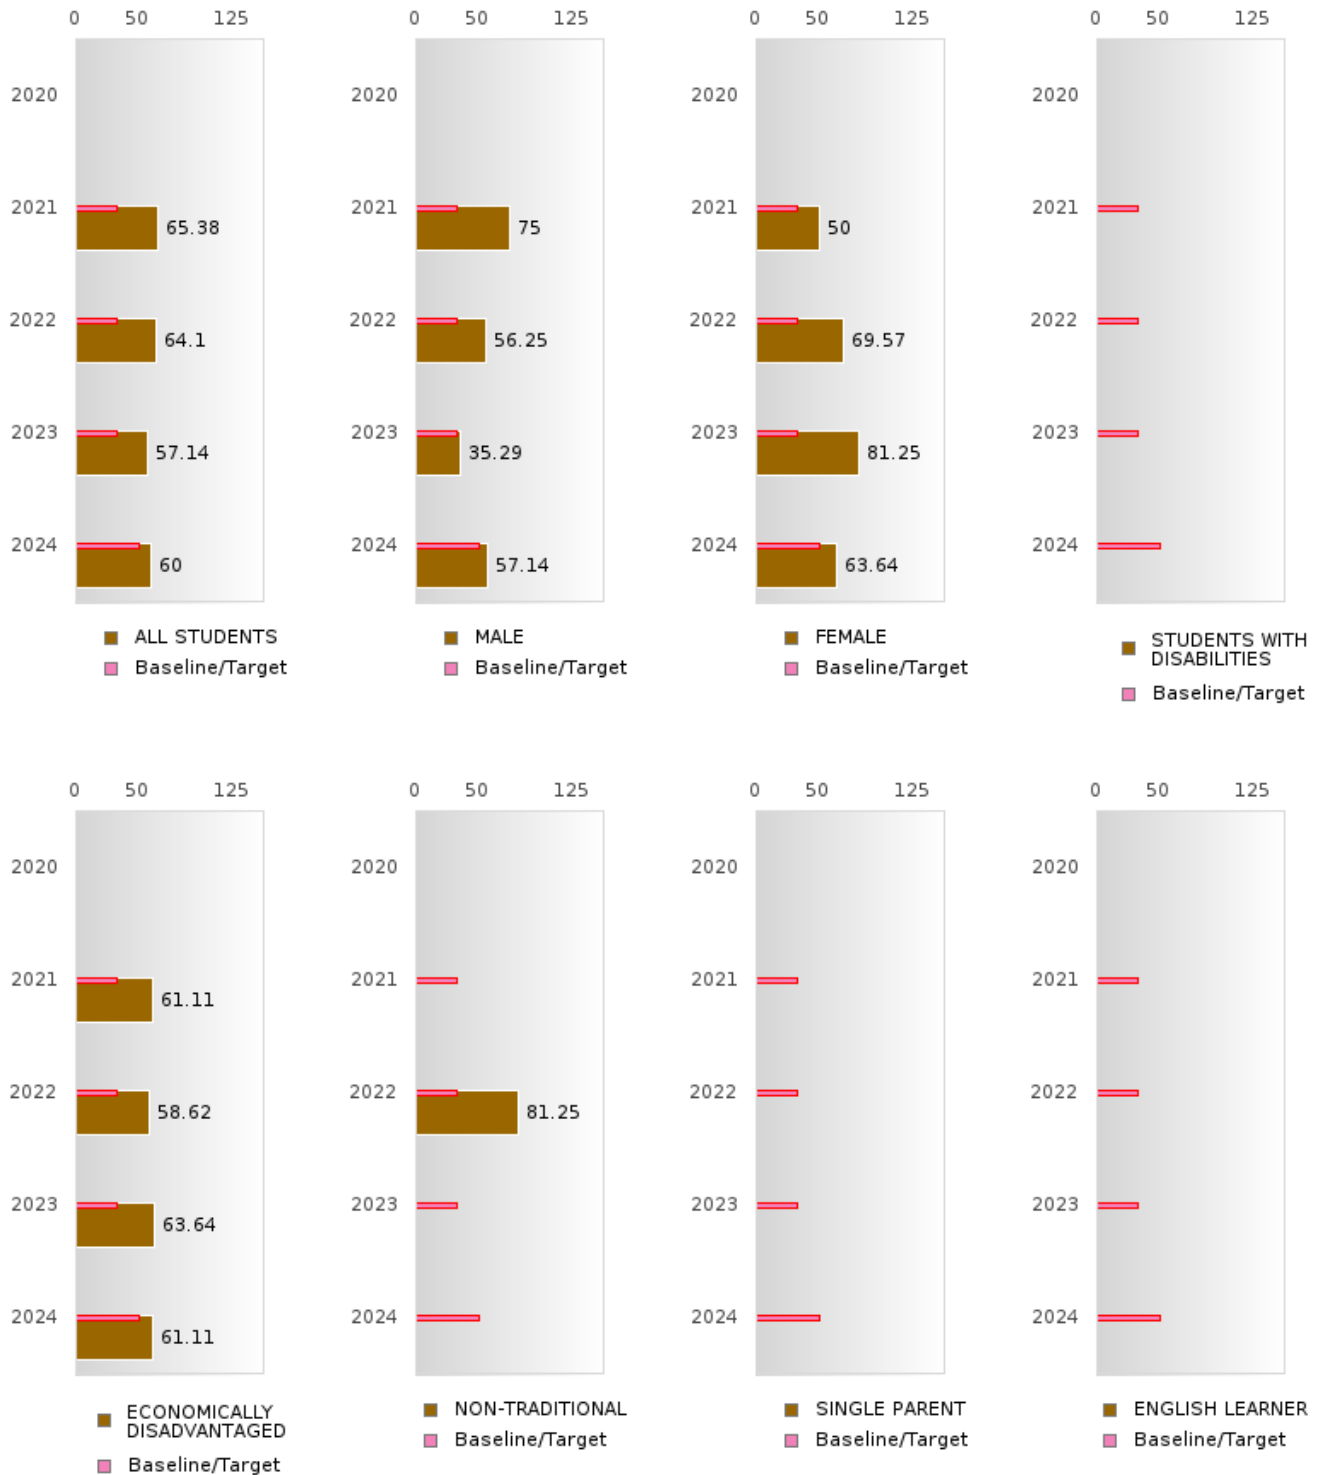 0 50 125
2020
2021
65.38
2022
64.1
2023
57.14
2024
60
ALL STUDENTS
Baseline/Target
0 50 125
2020
2021
75
2022
56.25
2023
35.29
2024
57.14
MALE
Baseline/Target
0 50 125
2020
2021
50
2022
69.57
2023
81.25
2024
63.64
FEMALE
Baseline/Target
0 50 125
2020
2021
2022
2023
2024
STUDENTS WITH
DISABILITIES
Baseline/Target
0 50 125
2020
2021
61.11
2022
58.62
2023
63.64
2024
61.11
ECONOMICALLY
DISADVANTAGED
Baseline/Target
0 50 125
2020
2021
2022
81.25
2023
2024
NON-TRADITIONAL
Baseline/Target
0 50 125
2020
2021
2022
2023
2024
SINGLE PARENT
Baseline/Target
0 50 125
2020
2021
2022
2023
2024
ENGLISH LEARNER
Baseline/Target